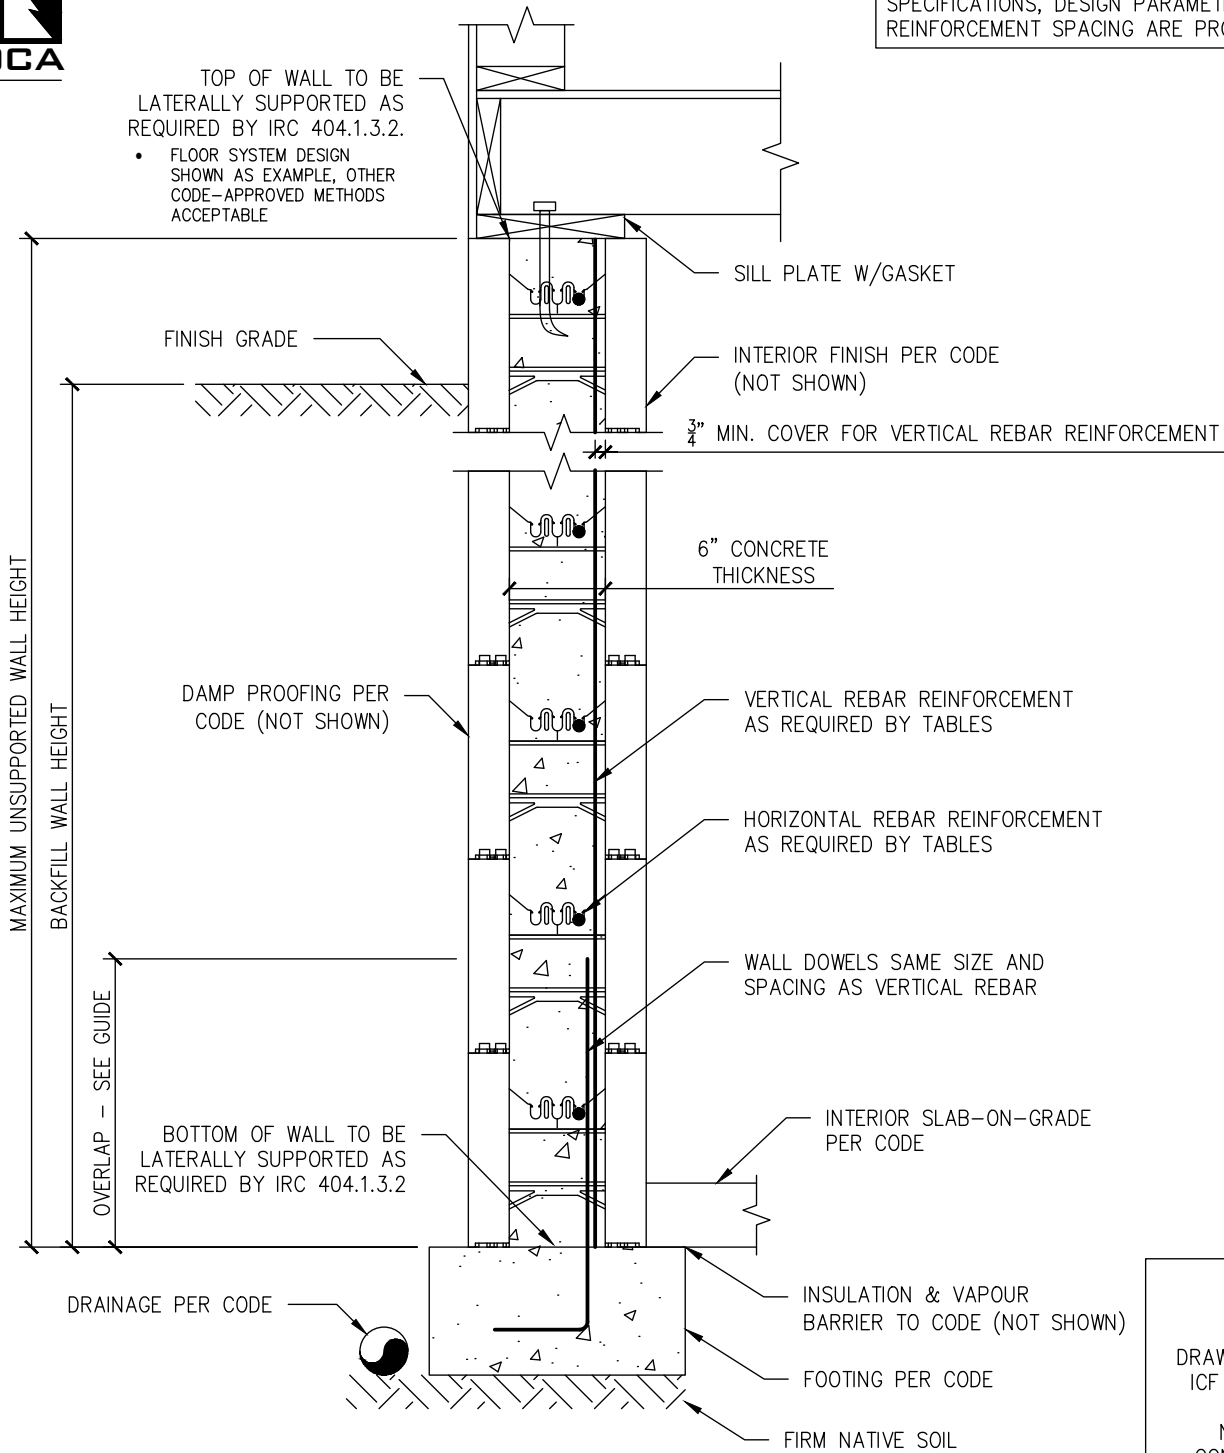 SPECIFICATIONS, DESIGN
REINFORCEMENT SPACING ARE
TOP OF WALL TO BE
LATERALLY SUPPORTED AS
REQUIRED BY IRC 404.1.3.2.
• FLOOR SYSTEM DESIGN
SHOWN AS EXAMPLE, OTHER
CODE-APPROVED METHODS
ACCEPTABLE
SILL PLATE W/GASKET
FINISH GRADE
INTERIOR FINISH PER CODE
(NOT SHOWN)
3/4" MIN. COVER FOR VERTICAL REBAR REINFORCEMENT
6" CONCRETE
THICKNESS
MAXIMUM UNSUPPORTED WALL HEIGHT
BACKFILL WALL HEIGHT
DAMP PROOFING PER
CODE (NOT SHOWN)
VERTICAL REBAR REINFORCEMENT
AS REQUIRED BY TABLES
HORIZONTAL REBAR REINFORCEMENT
AS REQUIRED BY TABLES
WALL DOWELS SAME SIZE AND
SPACING AS VERTICAL REBAR
OVERLAP - SEE GUIDE
BOTTOM OF WALL TO BE
LATERALLY SUPPORTED AS
REQUIRED BY IRC 404.1.3.2
INTERIOR SLAB-ON-GRADE
PER CODE
DRAINAGE PER CODE
INSULATION & VAPOUR
BARRIER TO CODE (NOT SHOWN)
FOOTING PER CODE
FIRM NATIVE SOIL
ICF